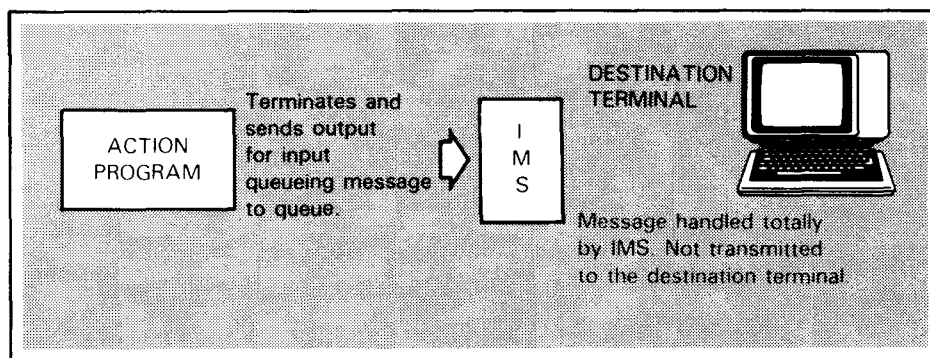 ACTION
PROGRAM
Terminates and
sends output
for input
queueing message
to queue.
I
M
S
DESTINATION
TERMINAL
Message handled totally
by IMS. Not transmitted
to the destination terminal.